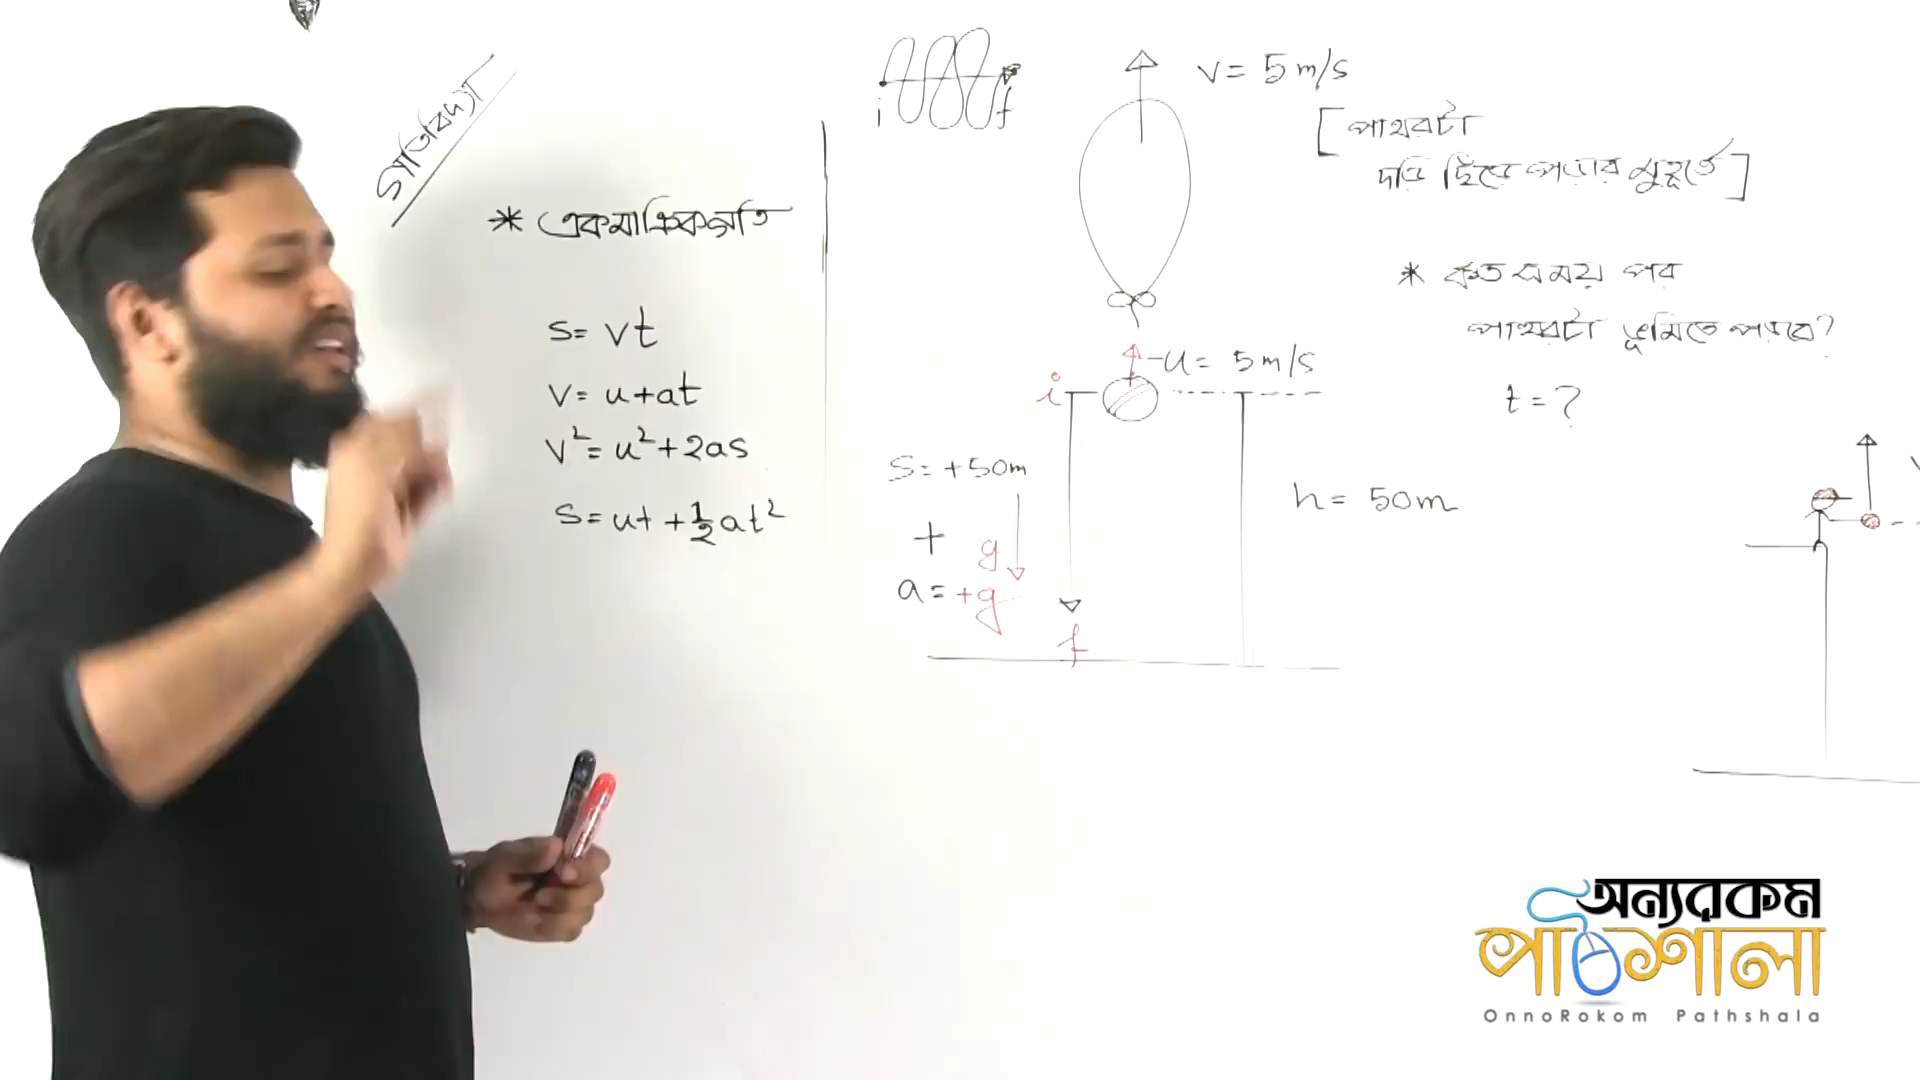 গতিবিদ্যা
* একমাত্রিক গতি
s = vt
v = u+at
v² = u²+2as
s = ut + ½at²
i
f
v = 5 m/s
[পাথরটা
দড়ি ছিঁড়ে পড়ার মুহূর্তে]
* কত সময় পর
পাথরটা ভূমিতে পড়বে?
t = ?
-u = 5 m/s
i
s = +50m
h = 50m
+
g
a = +g
f
v
অন্যরকম
পাঠশালা
OnnoRokom Pathshala